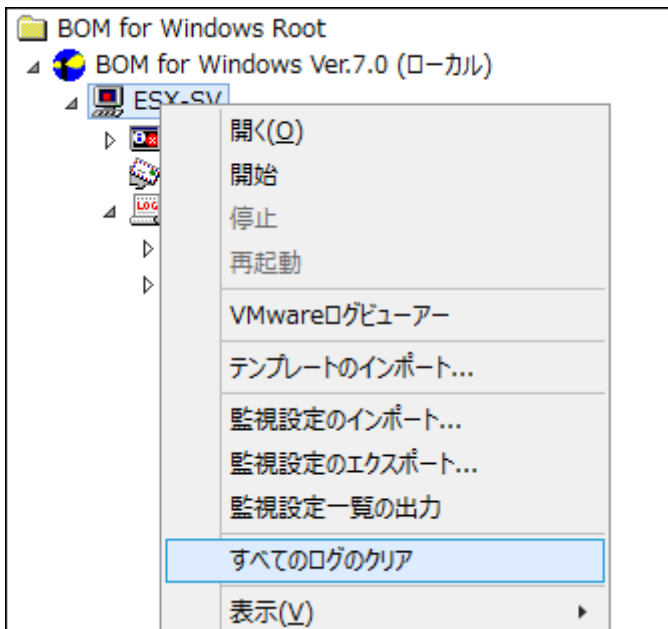 BOM for Windows Root
BOM for Windows Ver.7.0 (ローカル)
ESX-SV
開く(O)
開始
停止
再起動
VMwareログビューアー
テンプレートのインポート...
監視設定のインポート...
監視設定のエクスポート...
監視設定一覧の出力
すべてのログのクリア
表示(V)
LOG